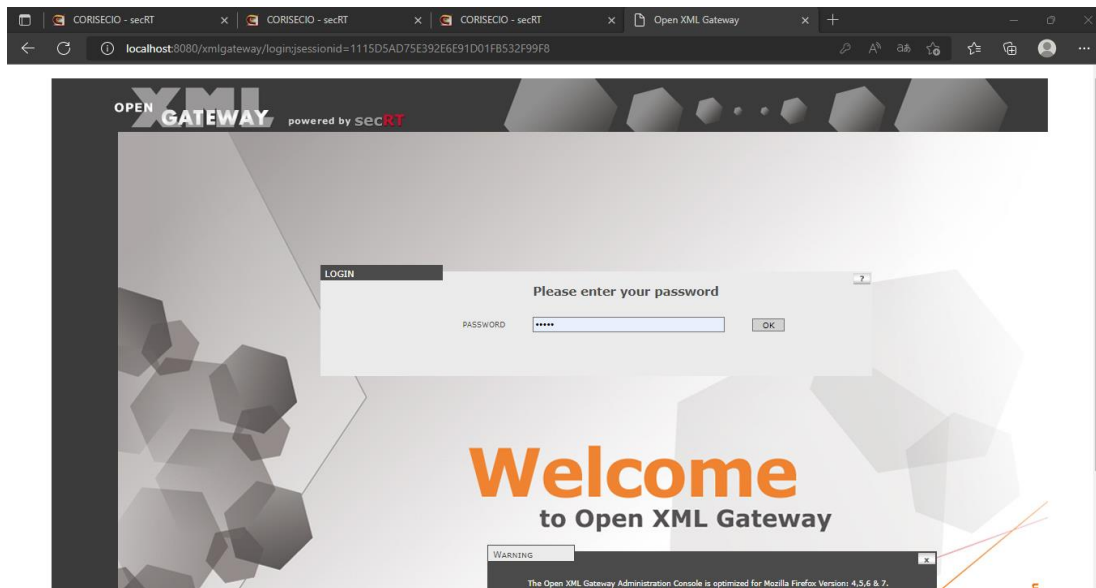 CORISECIO - secRT
CORISECIO - secRT
CORISECIO - secRT
Open XML Gateway
localhost:8080/xmlgateway/login;jsessionid=1115D5AD75E392E6E91D01FB532F99F8
OPEN XML
GATEWAY powered by secRT
LOGIN
?
Please enter your password
PASSWORD
OK
Welcome
to Open XML Gateway
WARNING
x
The Open XML Gateway Administration Console is optimized for Mozilla Firefox Version: 4,5,6 & 7.